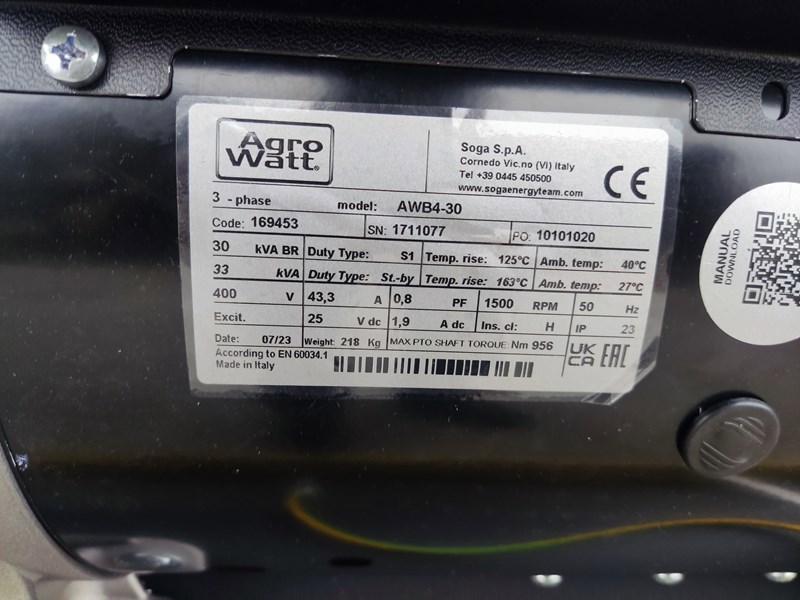 Agro Watt®
Soga S.p.A.
Cornedo Vic.no (VI) Italy
Tel +39 0445 450500
www.sogaenergyteam.com
CE
3 - phase model: AWB4-30
Code: 169453 SN: 1711077 PO: 10101020
30 kVA BR Duty Type: S1 Temp. rise: 125°C Amb. temp: 40°C
33 kVA Duty Type: St.-by Temp. rise: 163°C Amb. temp: 27°C
400 V 43,3 A 0,8 PF 1500 RPM 50 Hz
Excit. 25 V dc 1,9 A dc Ins. cl: H IP 23
Date: 07/23 Weight: 218 Kg MAX PTO SHAFT TORQUE: Nm 956
According to EN 60034.1
Made in Italy
UK CA EAC
MANUAL
DOWNLOAD